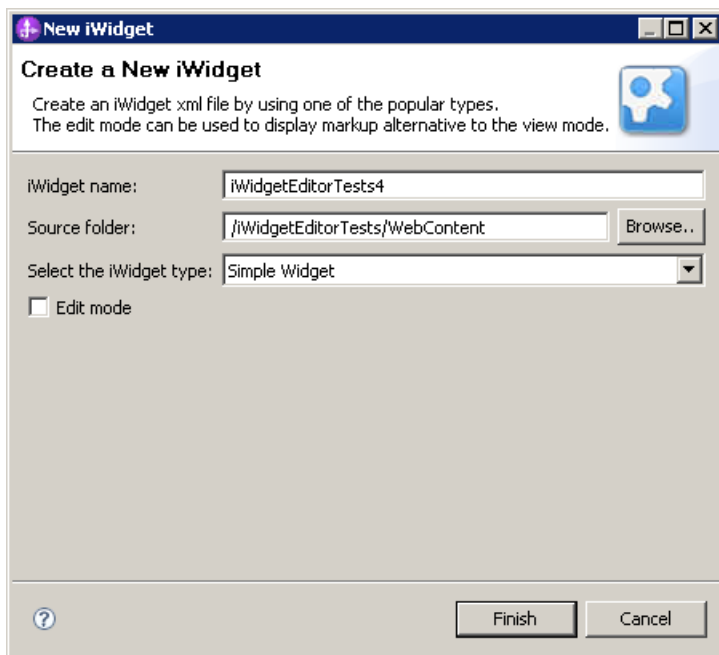 New iWidget
Create a New iWidget
Create an iWidget xml file by using one of the popular types.
The edit mode can be used to display markup alternative to the view mode.
iWidget name: iWidgetEditorTests4
Source folder: /iWidgetEditorTests/WebContent Browse..
Select the iWidget type: Simple Widget
Edit mode
? Finish Cancel